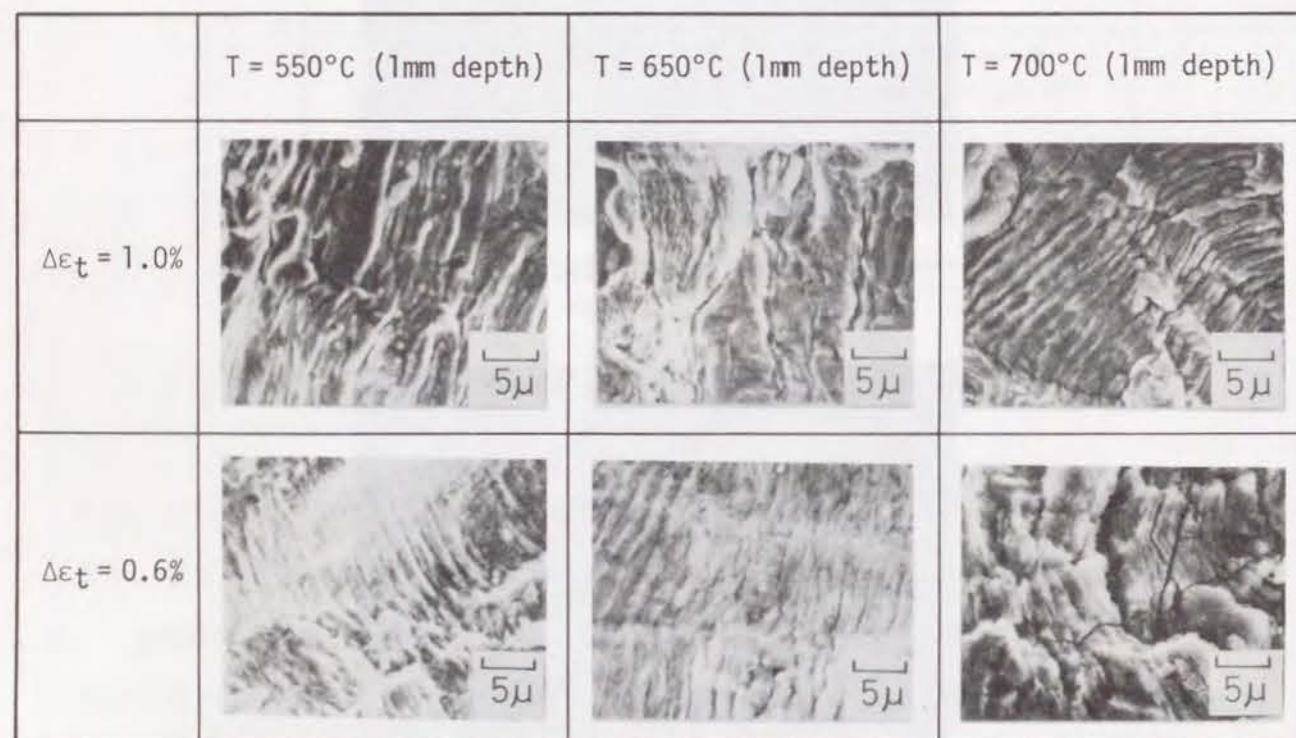 T = 550°C (1mm depth)
T = 650°C (1mm depth)
T = 700°C (1mm depth)
Δεt = 1.0%
5μ
5μ
5μ
Δεt = 0.6%
5μ
5μ
5μ